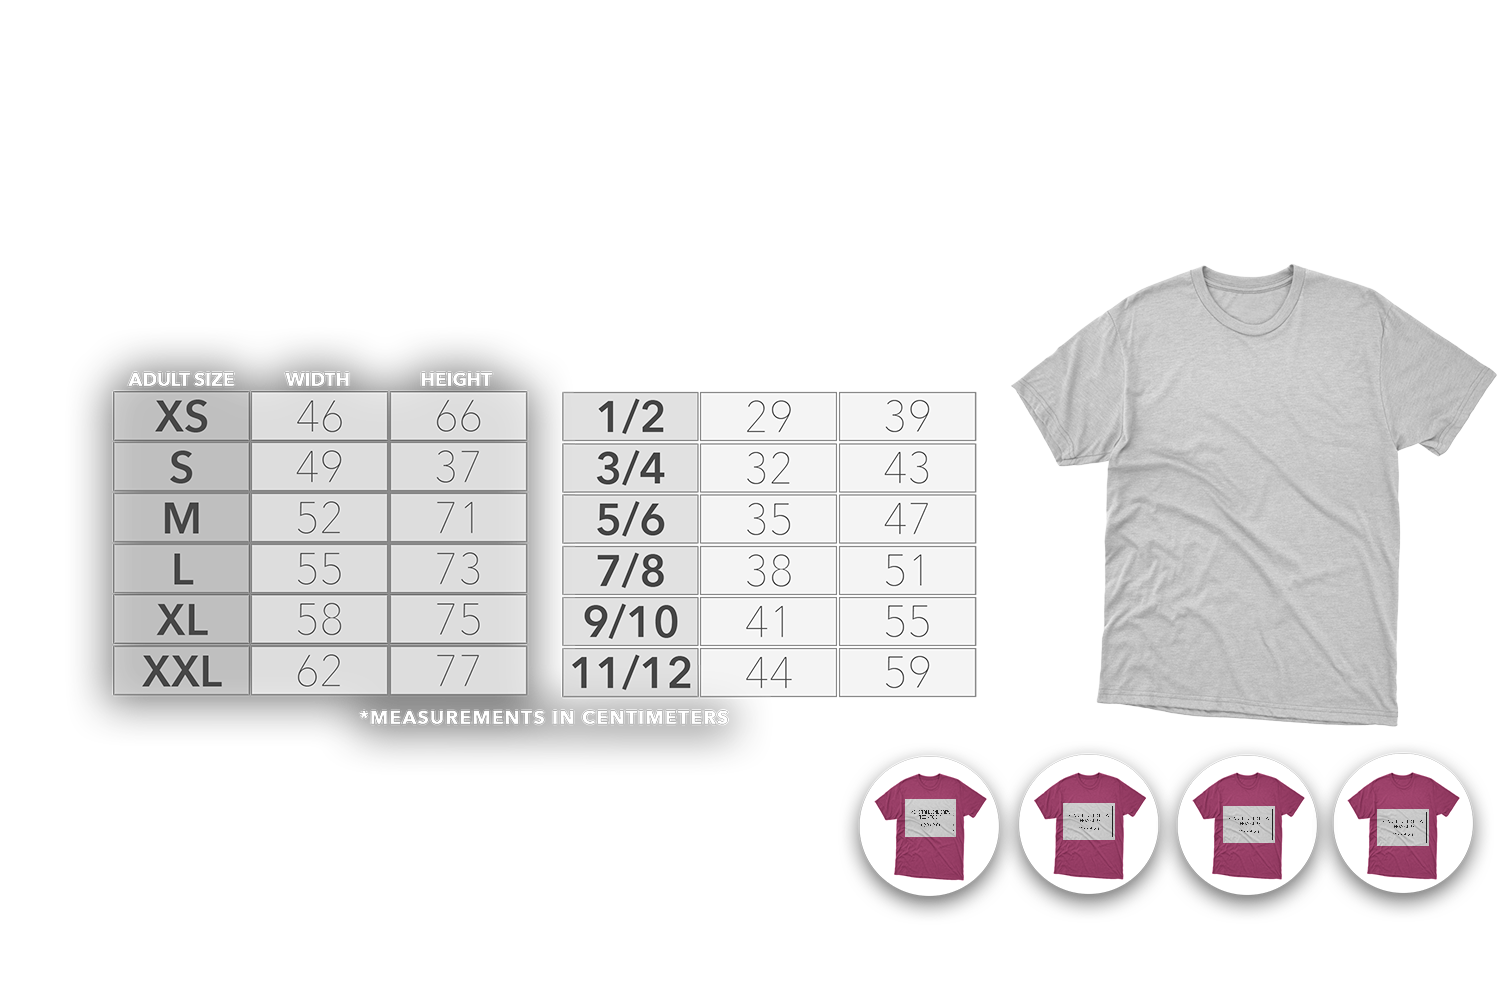 ADULT SIZE WIDTH HEIGHT
XS 46 66
S 49 37
M 52 71
L 55 73
XL 58 75
XXL 62 77
1/2 29 39
3/4 32 43
5/6 35 47
7/8 38 51
9/10 41 55
11/12 44 59
*MEASUREMENTS IN CENTIMETERS